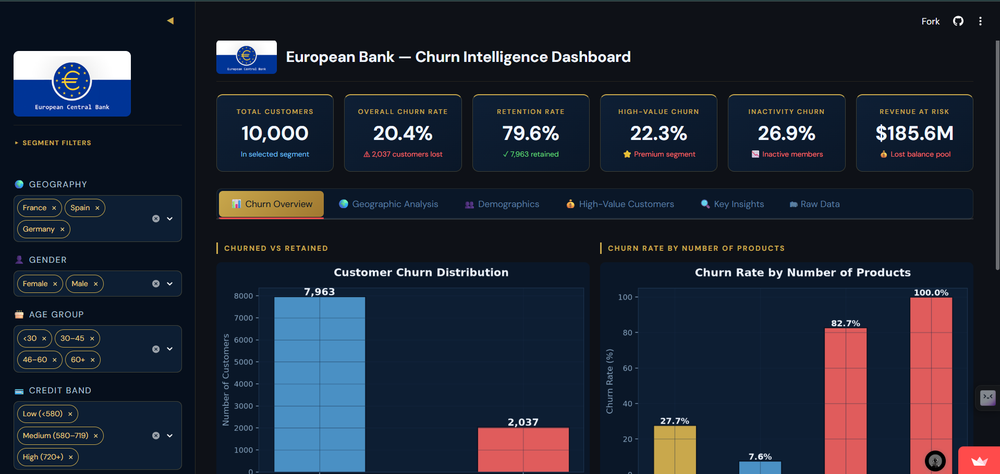 Fork
European Central Bank
European Central Bank
European Bank — Churn Intelligence Dashboard
SEGMENT FILTERS
GEOGRAPHY
France ×
Spain ×
Germany ×
GENDER
Female ×
Male ×
AGE GROUP
<30 ×
30–45 ×
46–60 ×
60+ ×
CREDIT BAND
Low (<580) ×
Medium (580–719) ×
High (720+) ×
TOTAL CUSTOMERS
10,000
In selected segment
OVERALL CHURN RATE
20.4%
⚠ 2,037 customers lost
RETENTION RATE
79.6%
✓ 7,963 retained
HIGH-VALUE CHURN
22.3%
Premium segment
INACTIVITY CHURN
26.9%
Inactive members
REVENUE AT RISK
$185.6M
Lost balance pool
Churn Overview
Geographic Analysis
Demographics
High-Value Customers
Key Insights
Raw Data
CHURNED VS RETAINED
Customer Churn Distribution
Number of Customers
8000
7000
6000
5000
4000
3000
2000
1000
0
7,963
2,037
CHURN RATE BY NUMBER OF PRODUCTS
Churn Rate by Number of Products
Churn Rate (%)
100
80
60
40
20
0
27.7%
7.6%
82.7%
100.0%